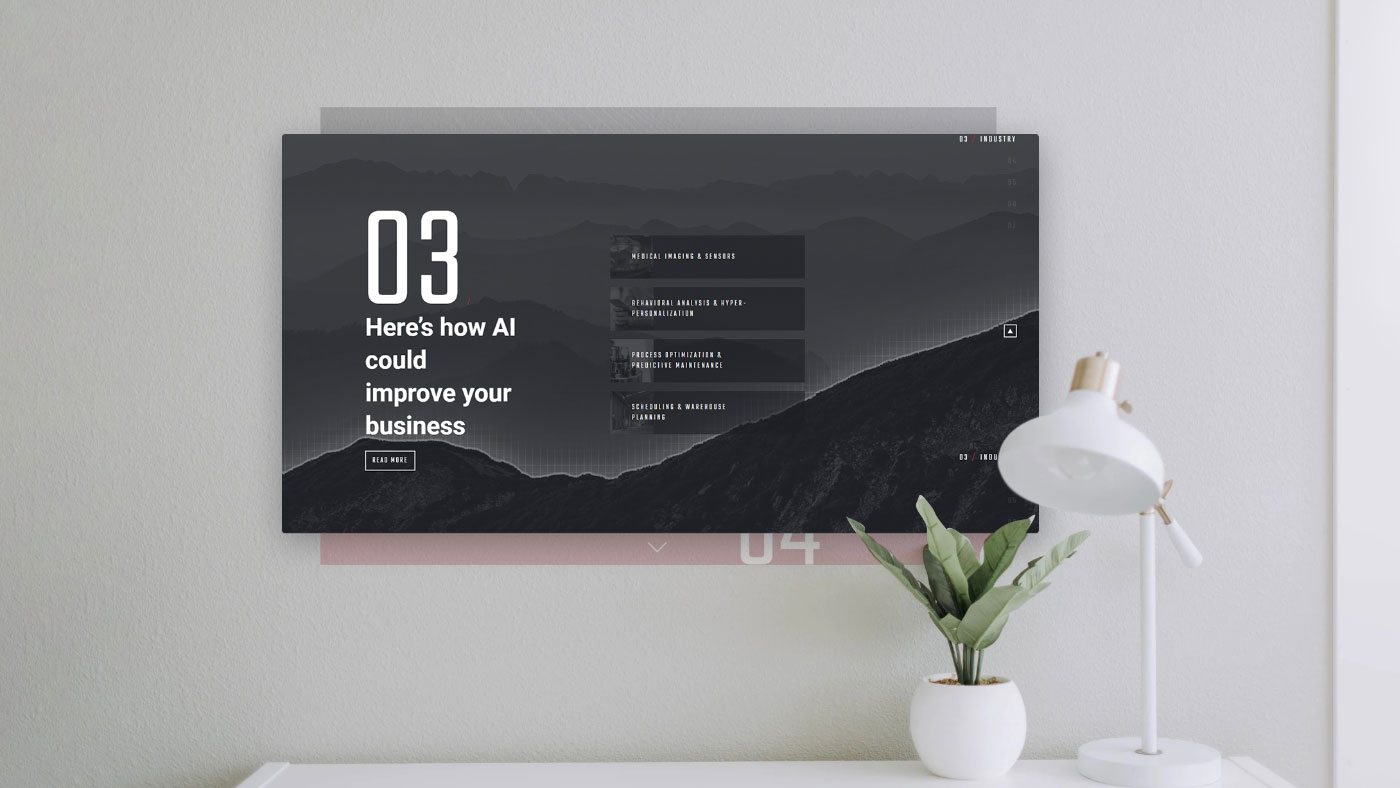 03 / INDUSTRY
04
05
06
03
Here's how AI
could
improve your
business
READ MORE
MEDICAL IMAGING & SENSORS
BEHAVIORAL ANALYSIS & HYPER-
PERSONALIZATION
PROCESS OPTIMIZATION &
PREDICTIVE MAINTENANCE
SCHEDULING & WAREHOUSE
PLANNING
03 / INDU
04